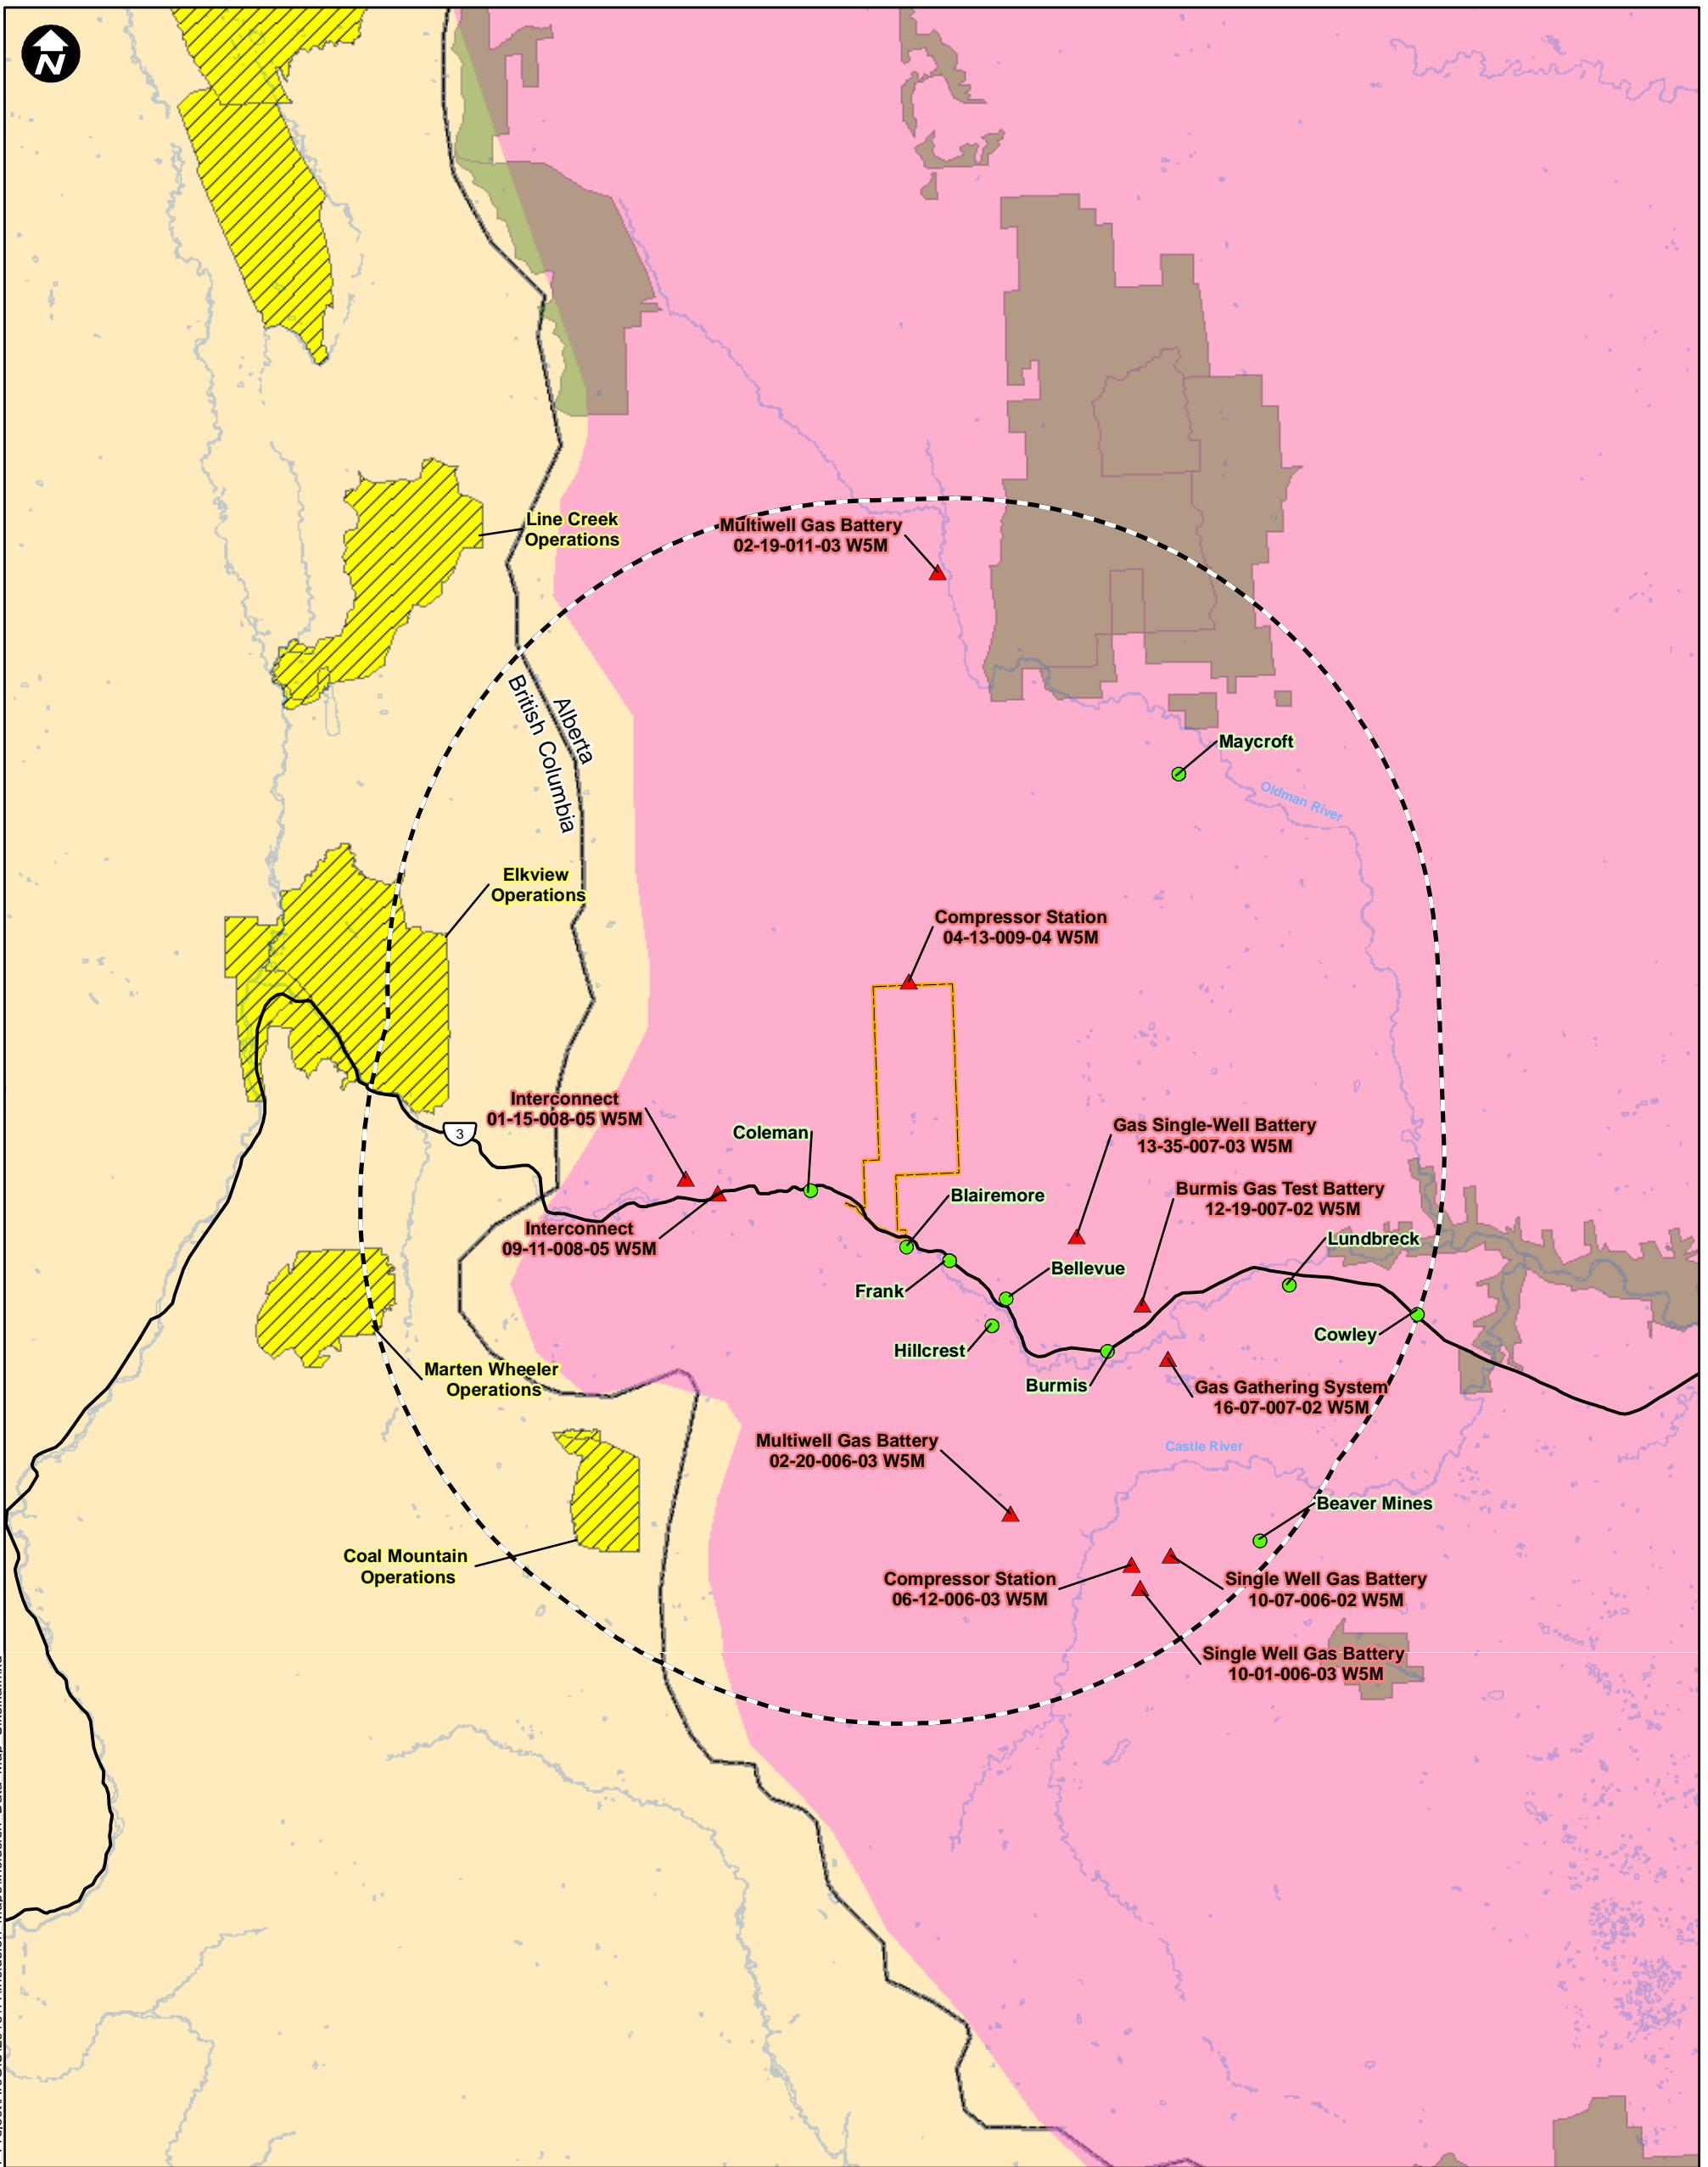 N
Line Creek
Operations
Multiwell Gas Battery
02-19-011-03 W5M
Alberta
British Columbia
Maycroft
Oldman River
Elkview
Operations
Compressor Station
04-13-009-04 W5M
Interconnect
01-15-008-05 W5M
3
Coleman
Gas Single-Well Battery
13-35-007-03 W5M
Blairemore
Burmis Gas Test Battery
12-19-007-02 W5M
Interconnect
09-11-008-05 W5M
Lundbreck
Bellevue
Frank
Cowley
Hillcrest
Marten Wheeler
Operations
Burmis
Gas Gathering System
16-07-007-02 W5M
Multiwell Gas Battery
02-20-006-03 W5M
Castle River
Beaver Mines
Coal Mountain
Operations
Compressor Station
06-12-006-03 W5M
Single Well Gas Battery
10-07-006-02 W5M
Single Well Gas Battery
10-01-006-03 W5M